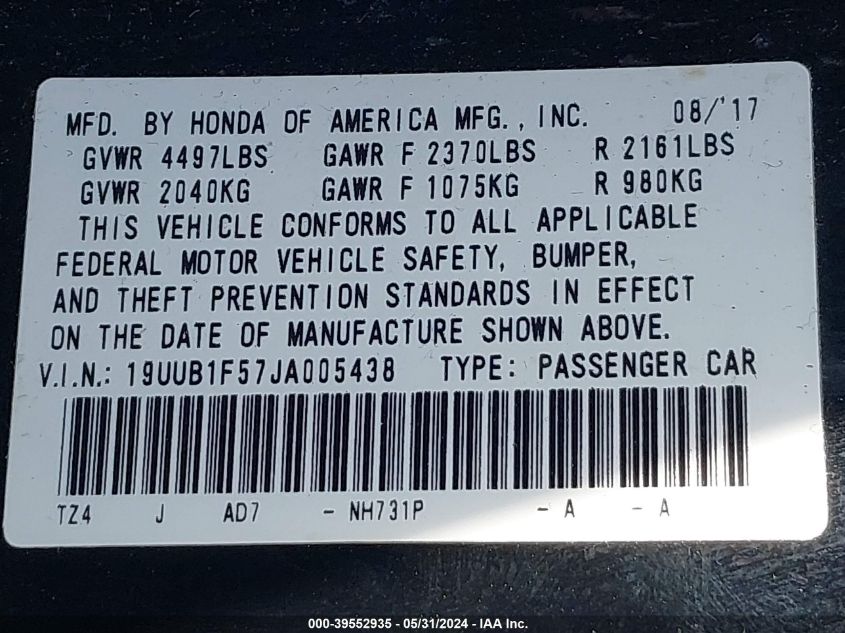 MFD. BY HONDA OF AMERICA MFG., INC. 08/'17
GVWR 4497LBS GAWR F 2370LBS R 2161LBS
GVWR 2040KG GAWR F 1075KG R 980KG
THIS VEHICLE CONFORMS TO ALL APPLICABLE
FEDERAL MOTOR VEHICLE SAFETY, BUMPER,
AND THEFT PREVENTION STANDARDS IN EFFECT
ON THE DATE OF MANUFACTURE SHOWN ABOVE.
V.I.N.: 19UUB1F57JA005438 TYPE: PASSENGER CAR
TZ4 J AD7 - NH731P - A - A
000-39552935 - 05/31/2024 - IAA Inc.